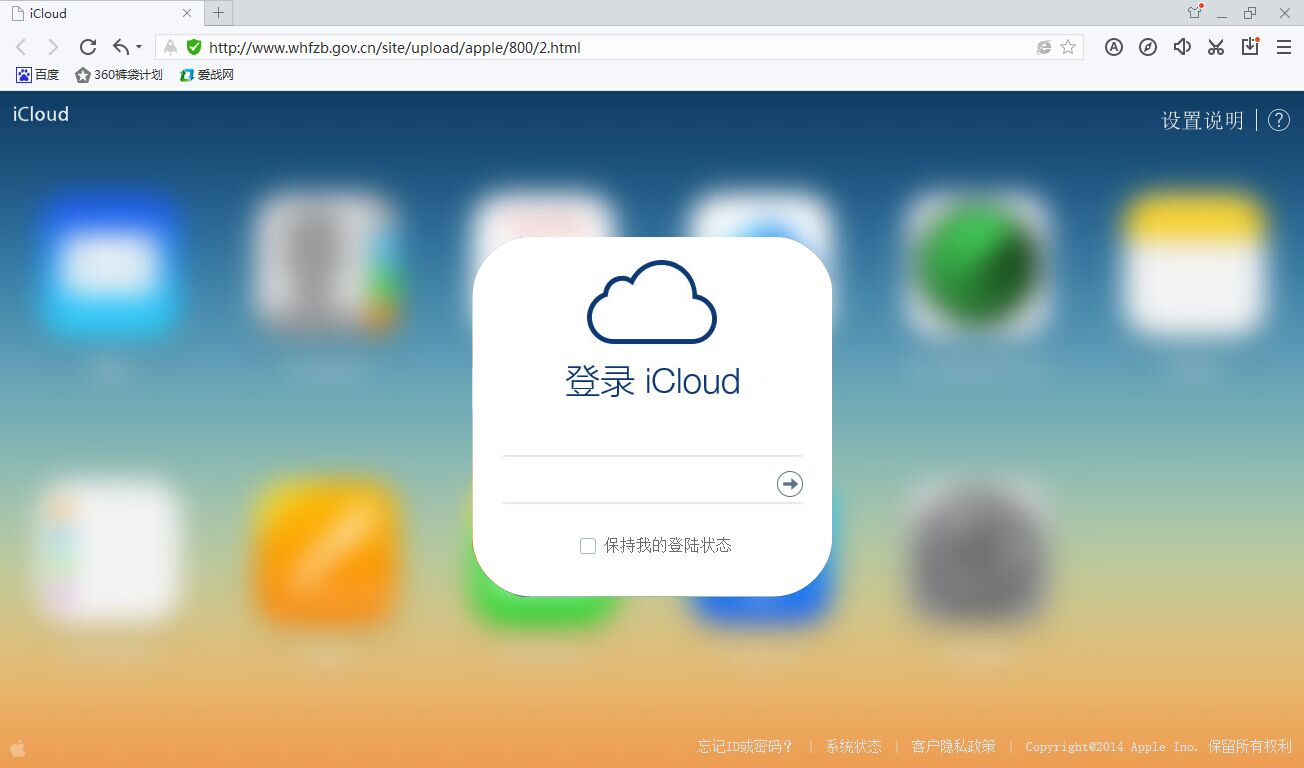 iCloud
http://www.whfzb.gov.cn/site/upload/apple/800/2.html
百度 360裤袋计划 爱战网
iCloud
设置说明 | ?
登录 iCloud
保持我的登陆状态
忘记ID或密码？ | 系统状态 | 客户隐私政策 | Copyright@2014 Apple Ino. 保留所有权利